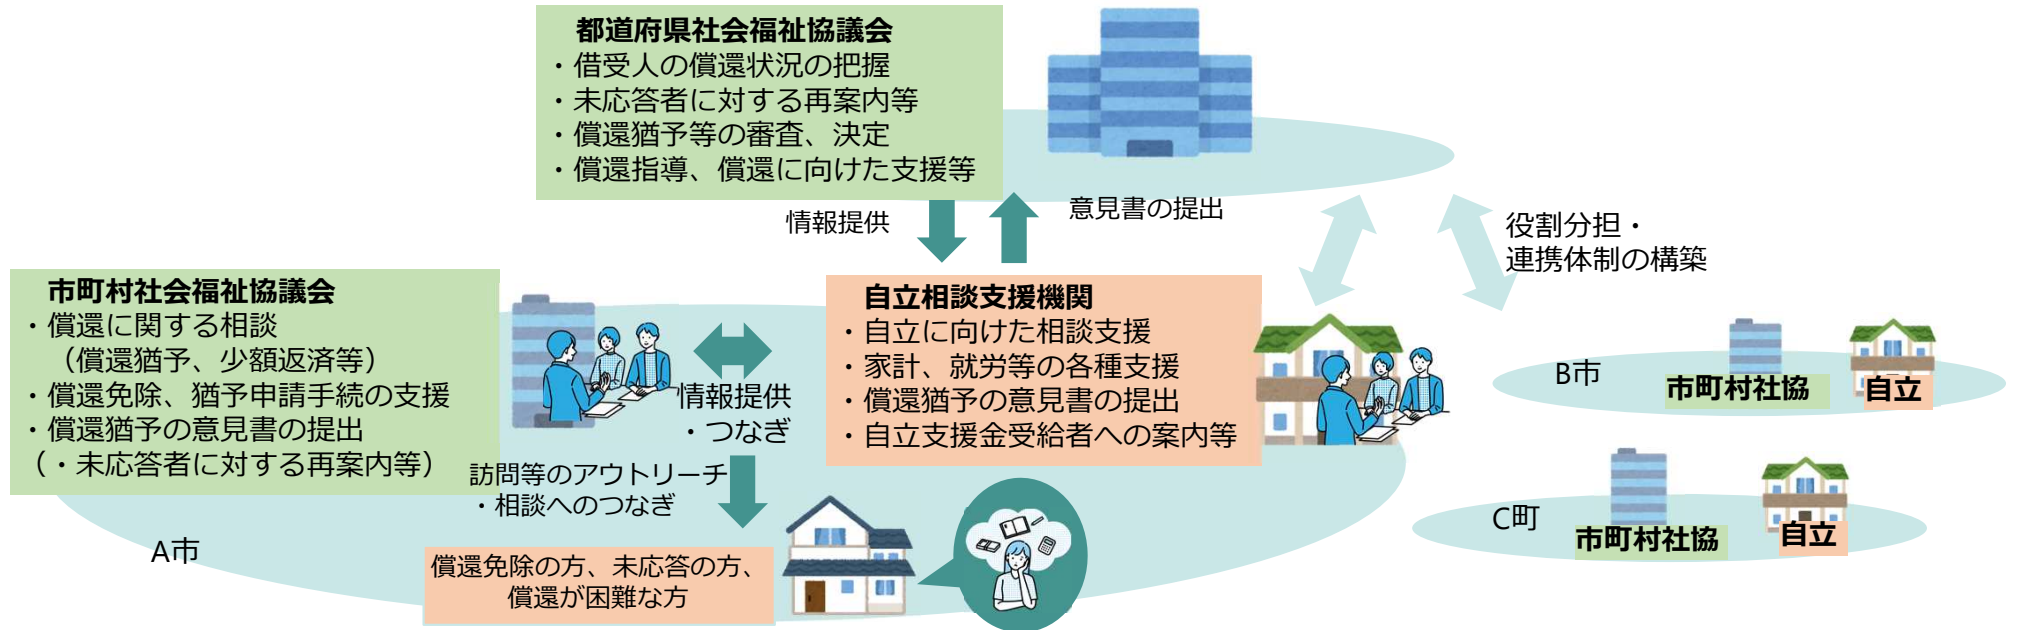 都道府県社会福祉協議会
・借受人の償還状況の把握
・未応答者に対する再案内等
・償還猶予等の審査、決定
・償還指導、償還に向けた支援等
情報提供
意見書の提出
役割分担・
連携体制の構築
市町村社会福祉協議会
・償還に関する相談
（償還猶予、少額返済等）
・償還免除、猶予申請手続の支援
・償還猶予の意見書の提出
（・未応答者に対する再案内等）
情報提供
・つなぎ
自立相談支援機関
・自立に向けた相談支援
・家計、就労等の各種支援
・償還猶予の意見書の提出
・自立支援金受給者への案内等
訪問等のアウトリーチ
・相談へのつなぎ
A市
償還免除の方、未応答の方、
償還が困難な方
B市
市町村社協
自立
C町
市町村社協
自立